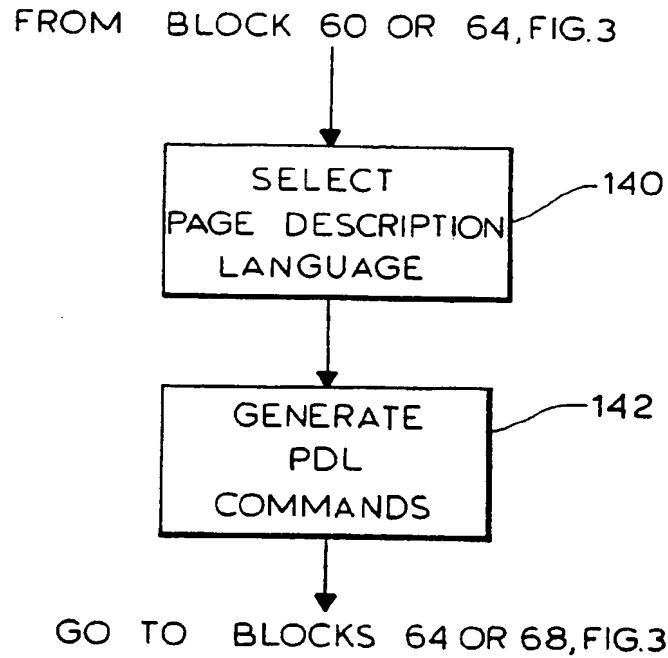 FROM BLOCK 60 OR 64, FIG.3
SELECT
PAGE DESCRIPTION
LANGUAGE
140
GENERATE
PDL
COMMANDS
142
GO TO BLOCKS 64 OR 68, FIG.3